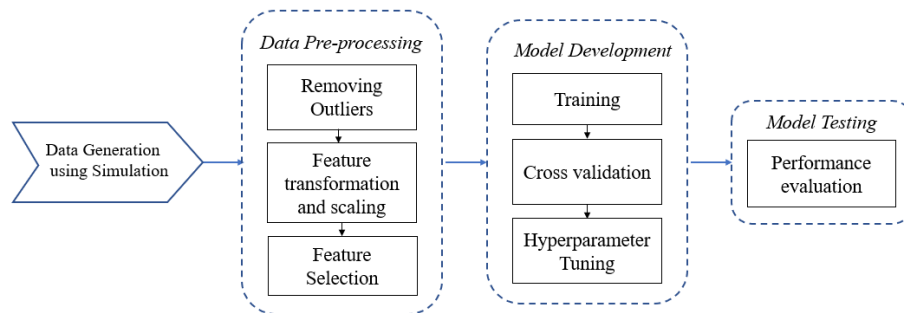 Data Generation
using Simulation
Data Pre-processing
Removing
Outliers
Feature
transformation
and scaling
Feature
Selection
Model Development
Training
Cross validation
Hyperparameter
Tuning
Model Testing
Performance
evaluation